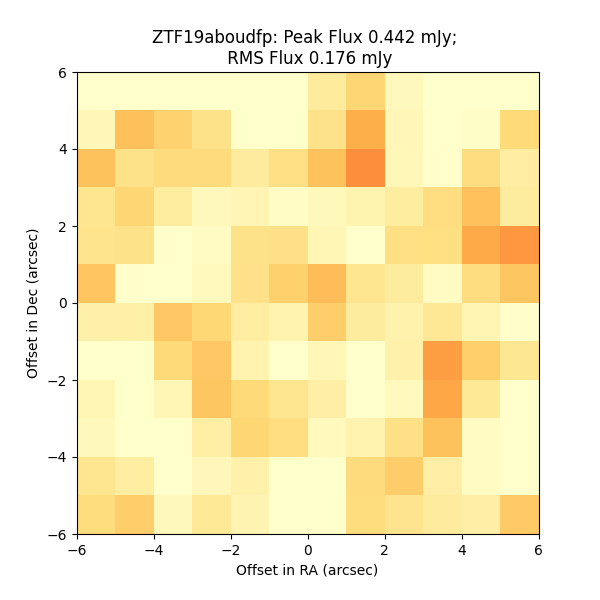 ZTF19aboudfp: Peak Flux 0.442 mJy;
RMS Flux 0.176 mJy
6
4
2
0
−2
−4
−6
Offset in Dec (arcsec)
−6 −4 −2 0 2 4 6
Offset in RA (arcsec)